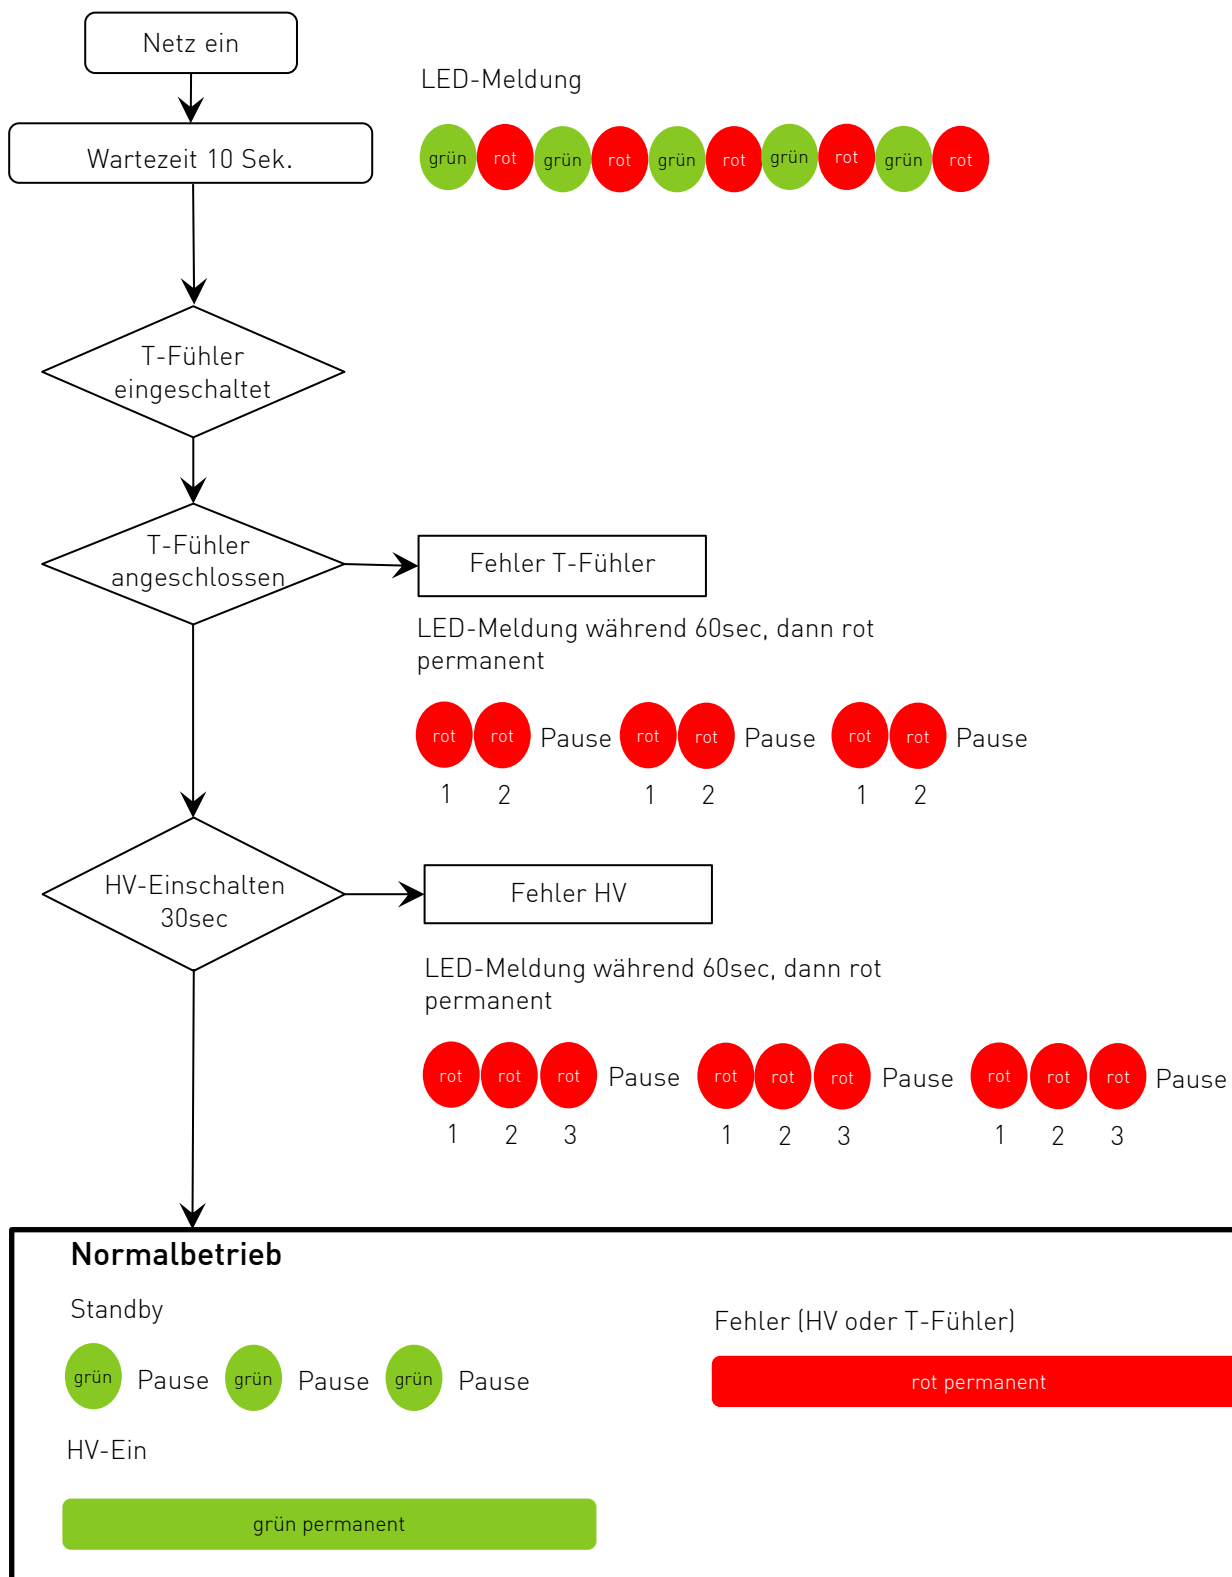 Netz ein
LED-Meldung
Wartezeit 10 Sek.
grün rot grün rot grün rot grün rot grün rot
T-Fühler
eingeschaltet
T-Fühler
angeschlossen
Fehler T-Fühler
LED-Meldung während 60sec, dann rot
permanent
rot rot Pause rot rot Pause rot rot Pause
1 2 1 2 1 2
HV-Einschalten
30sec
Fehler HV
LED-Meldung während 60sec, dann rot
permanent
rot rot rot Pause rot rot rot Pause rot rot rot Pause
1 2 3 1 2 3 1 2 3
Normalbetrieb
Standby
grün Pause grün Pause grün Pause
HV-Ein
grün permanent
Fehler (HV oder T-Fühler)
rot permanent